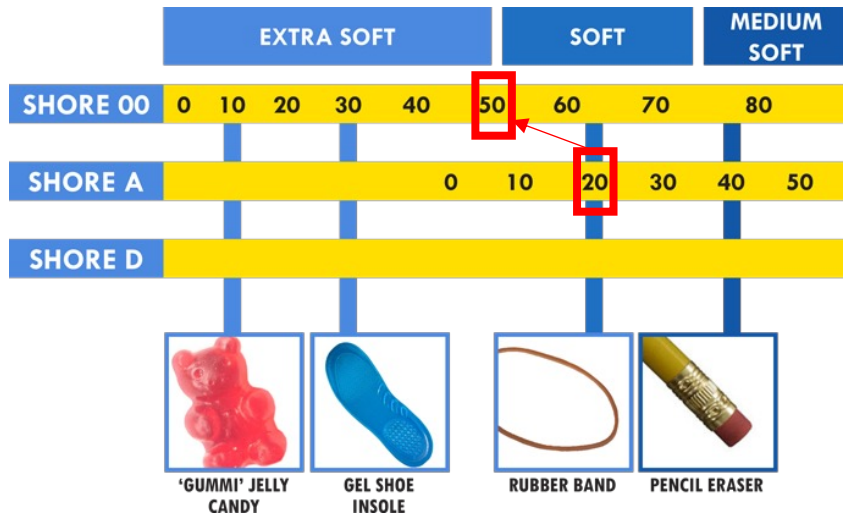 EXTRA SOFT
SOFT
MEDIUM
SOFT
SHORE 00 0 10 20 30 40 50 60 70 80
SHORE A 0 10 20 30 40 50
SHORE D
'GUMMI' JELLY
CANDY
GEL SHOE
INSOLE
RUBBER BAND
PENCIL ERASER